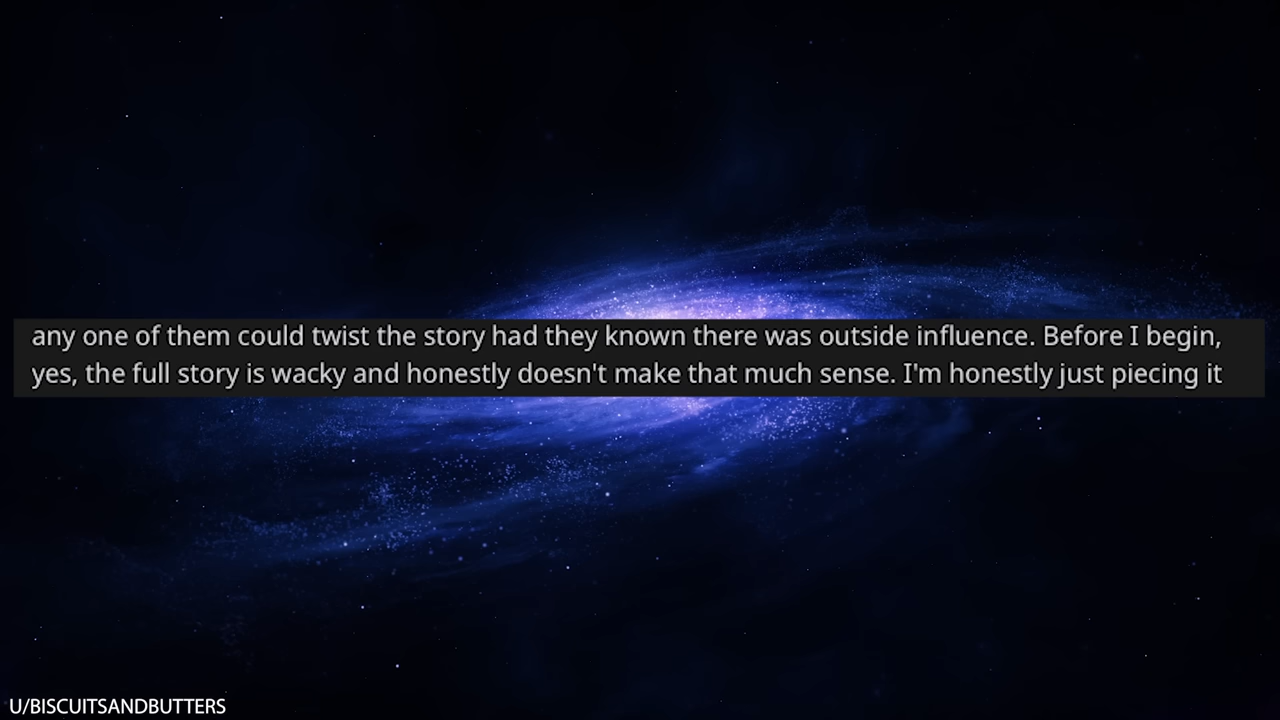 any one of them could twist the story had they known there was outside influence. Before I begin,
yes, the full story is wacky and honestly doesn't make that much sense. I'm honestly just piecing it
U/BISCUITSANDBUTTERS